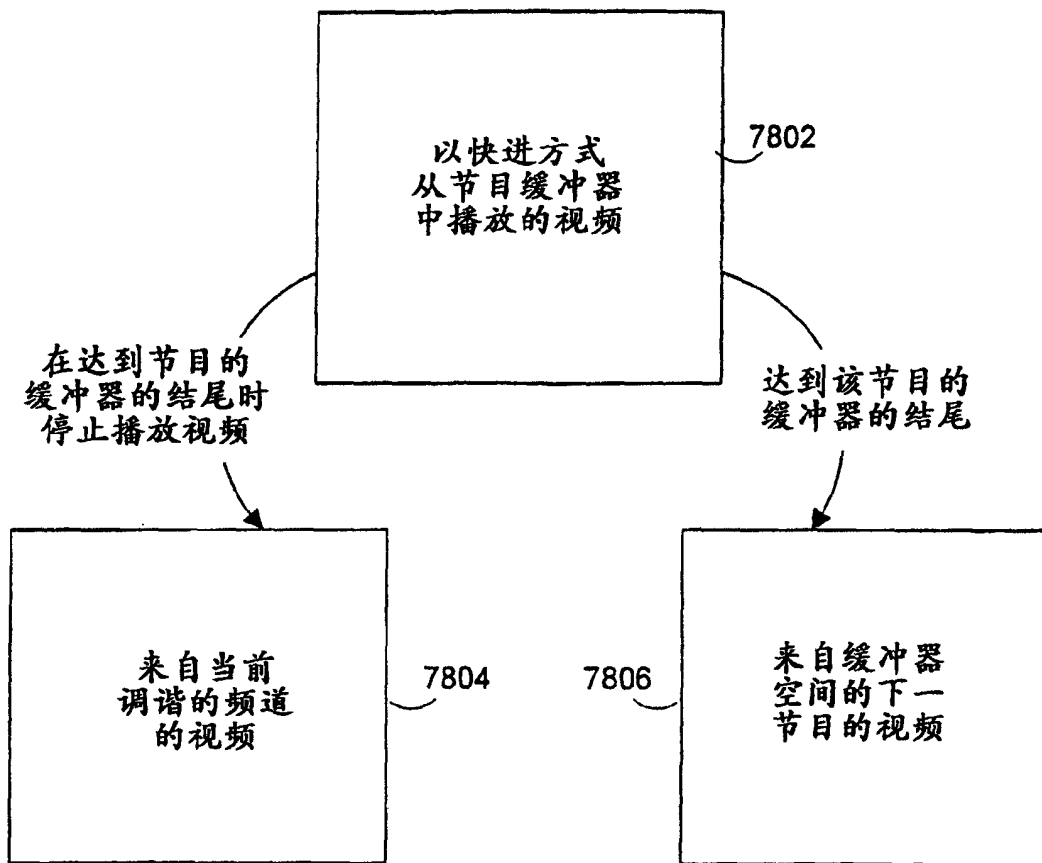 以快进方式
从节目缓冲器
中播放的视频
7802
在达到节目的
缓冲器的结尾时
停止播放视频
达到该节目的
缓冲器的结尾
来自当前
调谐的频道
的视频
7804
7806
来自缓冲器
空间的下一
节目的视频